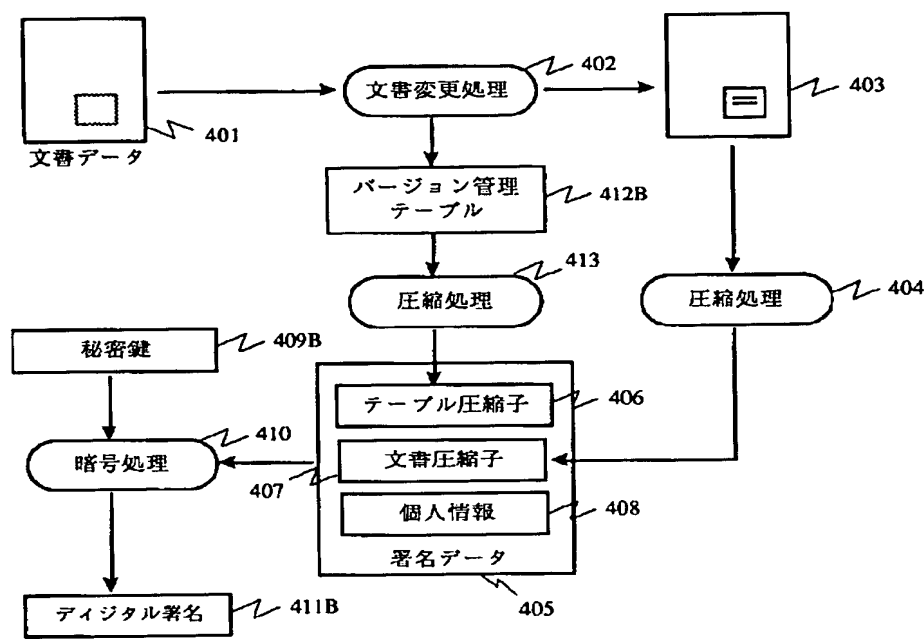 402
文書変更処理
403
401
文書データ
バージョン管理
テーブル
412B
413
圧縮処理
圧縮処理
404
秘密鍵
409B
テーブル圧縮子
406
410
暗号処理
文書圧縮子
407
個人情報
408
署名データ
405
ディジタル署名
411B